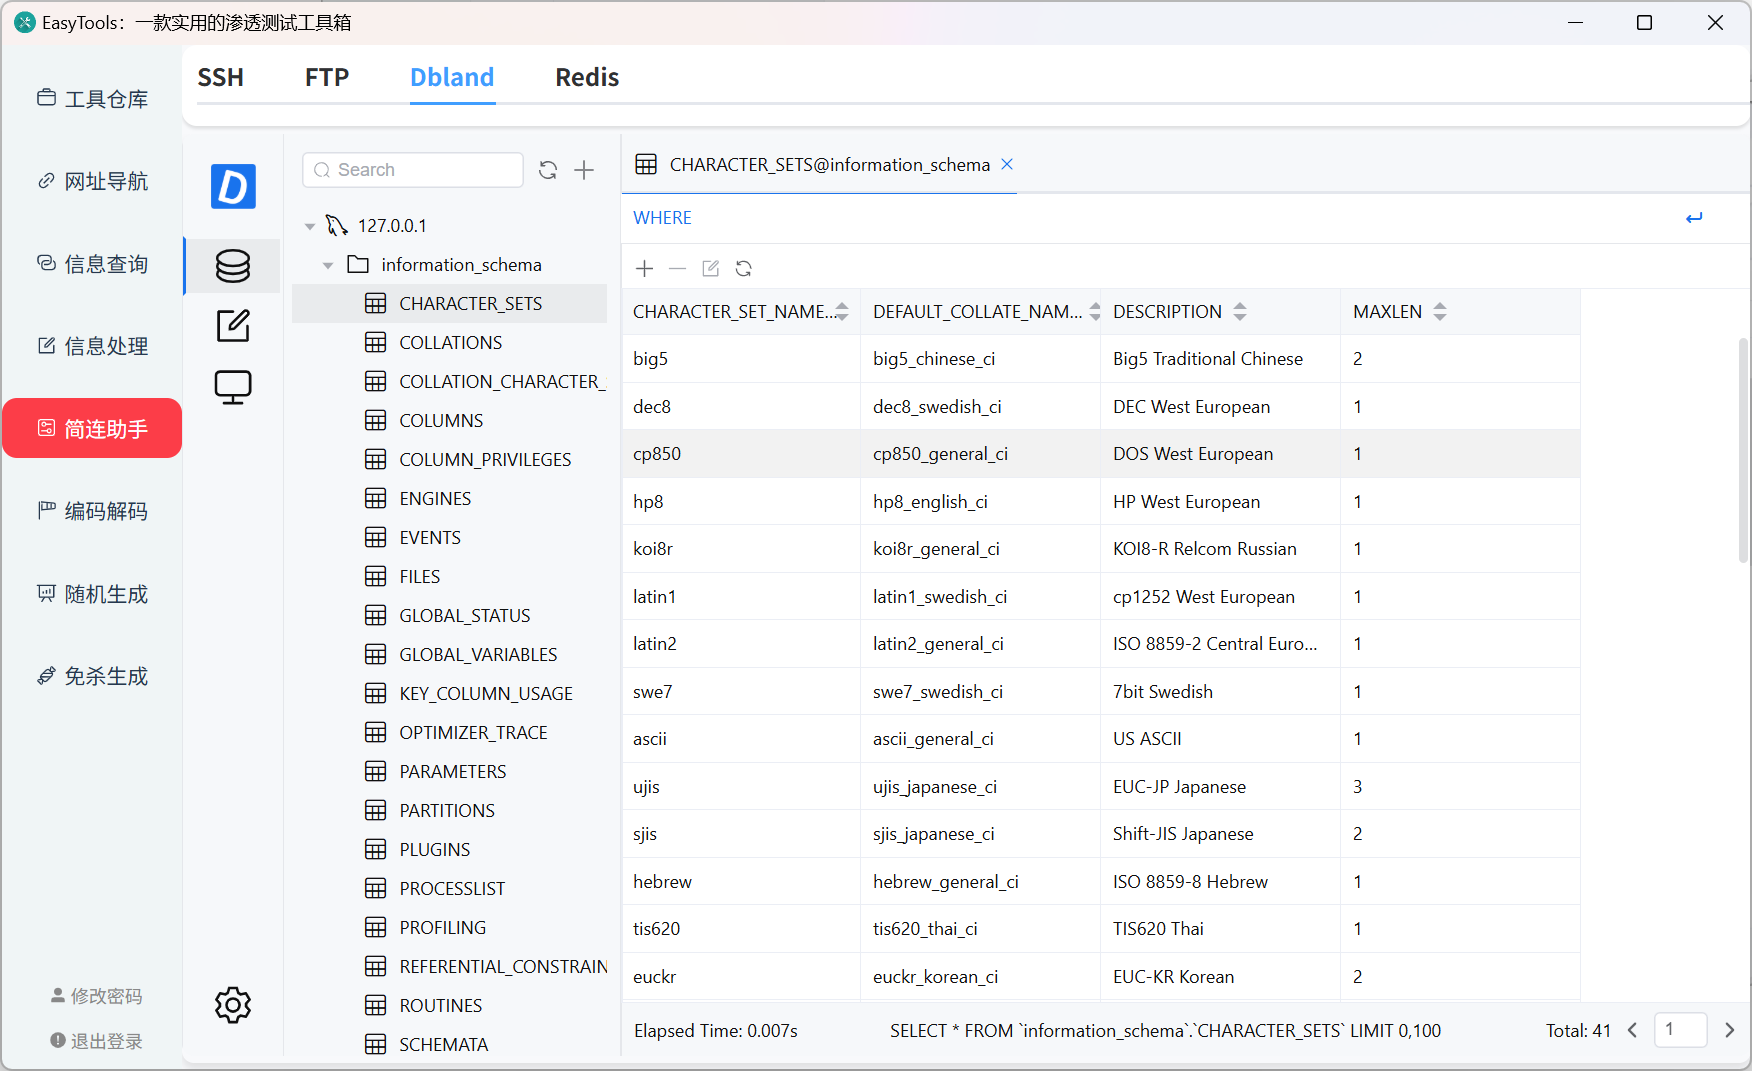 EasyTools：一款实用的渗透测试工具箱
SSH FTP Dbland Redis
工具仓库
网址导航
信息查询
信息处理
简连助手
编码解码
随机生成
免杀生成
修改密码
退出登录
D
Search
127.0.0.1
information_schema
CHARACTER_SETS
COLLATIONS
COLLATION_CHARACTER_
COLUMNS
COLUMN_PRIVILEGES
ENGINES
EVENTS
FILES
GLOBAL_STATUS
GLOBAL_VARIABLES
KEY_COLUMN_USAGE
OPTIMIZER_TRACE
PARAMETERS
PARTITIONS
PLUGINS
PROCESSLIST
PROFILING
REFERENTIAL_CONSTRAIN
ROUTINES
SCHEMATA
CHARACTER_SETS@information_schema
WHERE
CHARACTER_SET_NAME... DEFAULT_COLLATE_NAM... DESCRIPTION MAXLEN
big5 big5_chinese_ci Big5 Traditional Chinese 2
dec8 dec8_swedish_ci DEC West European 1
cp850 cp850_general_ci DOS West European 1
hp8 hp8_english_ci HP West European 1
koi8r koi8r_general_ci KOI8-R Relcom Russian 1
latin1 latin1_swedish_ci cp1252 West European 1
latin2 latin2_general_ci ISO 8859-2 Central Euro... 1
swe7 swe7_swedish_ci 7bit Swedish 1
ascii ascii_general_ci US ASCII 1
ujis ujis_japanese_ci EUC-JP Japanese 3
sjis sjis_japanese_ci Shift-JIS Japanese 2
hebrew hebrew_general_ci ISO 8859-8 Hebrew 1
tis620 tis620_thai_ci TIS620 Thai 1
euckr euckr_korean_ci EUC-KR Korean 2
Elapsed Time: 0.007s SELECT * FROM `information_schema`.`CHARACTER_SETS` LIMIT 0,100 Total: 41 1